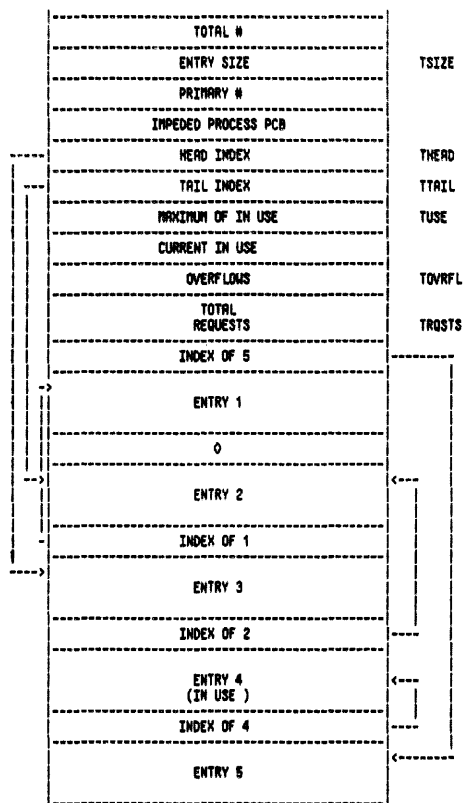 TOTAL #
ENTRY SIZE TSIZE
PRIMARY #
IMPEDED PROCESS PCB
HEAD INDEX THEAD
TAIL INDEX TTAIL
MAXIMUM OF IN USE TUSE
CURRENT IN USE
OVERFLOWS TOVRFL
TOTAL
REQUESTS TRQSTS
INDEX OF 5
ENTRY 1
0
ENTRY 2
INDEX OF 1
ENTRY 3
INDEX OF 2
ENTRY 4
(IN USE )
INDEX OF 4
ENTRY 5